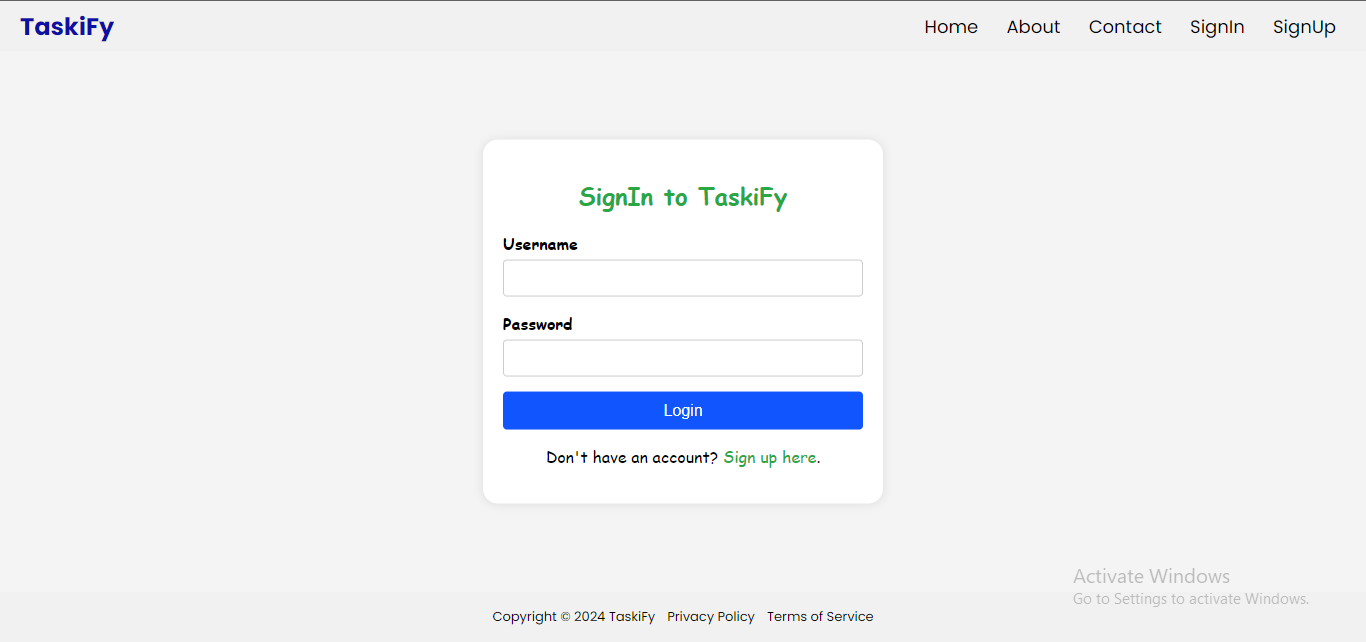 TaskiFy Home About Contact SignIn SignUp
SignIn to TaskiFy
Username
Password
Login
Don't have an account? Sign up here.
Activate Windows
Go to Settings to activate Windows.
Copyright © 2024 TaskiFy Privacy Policy Terms of Service